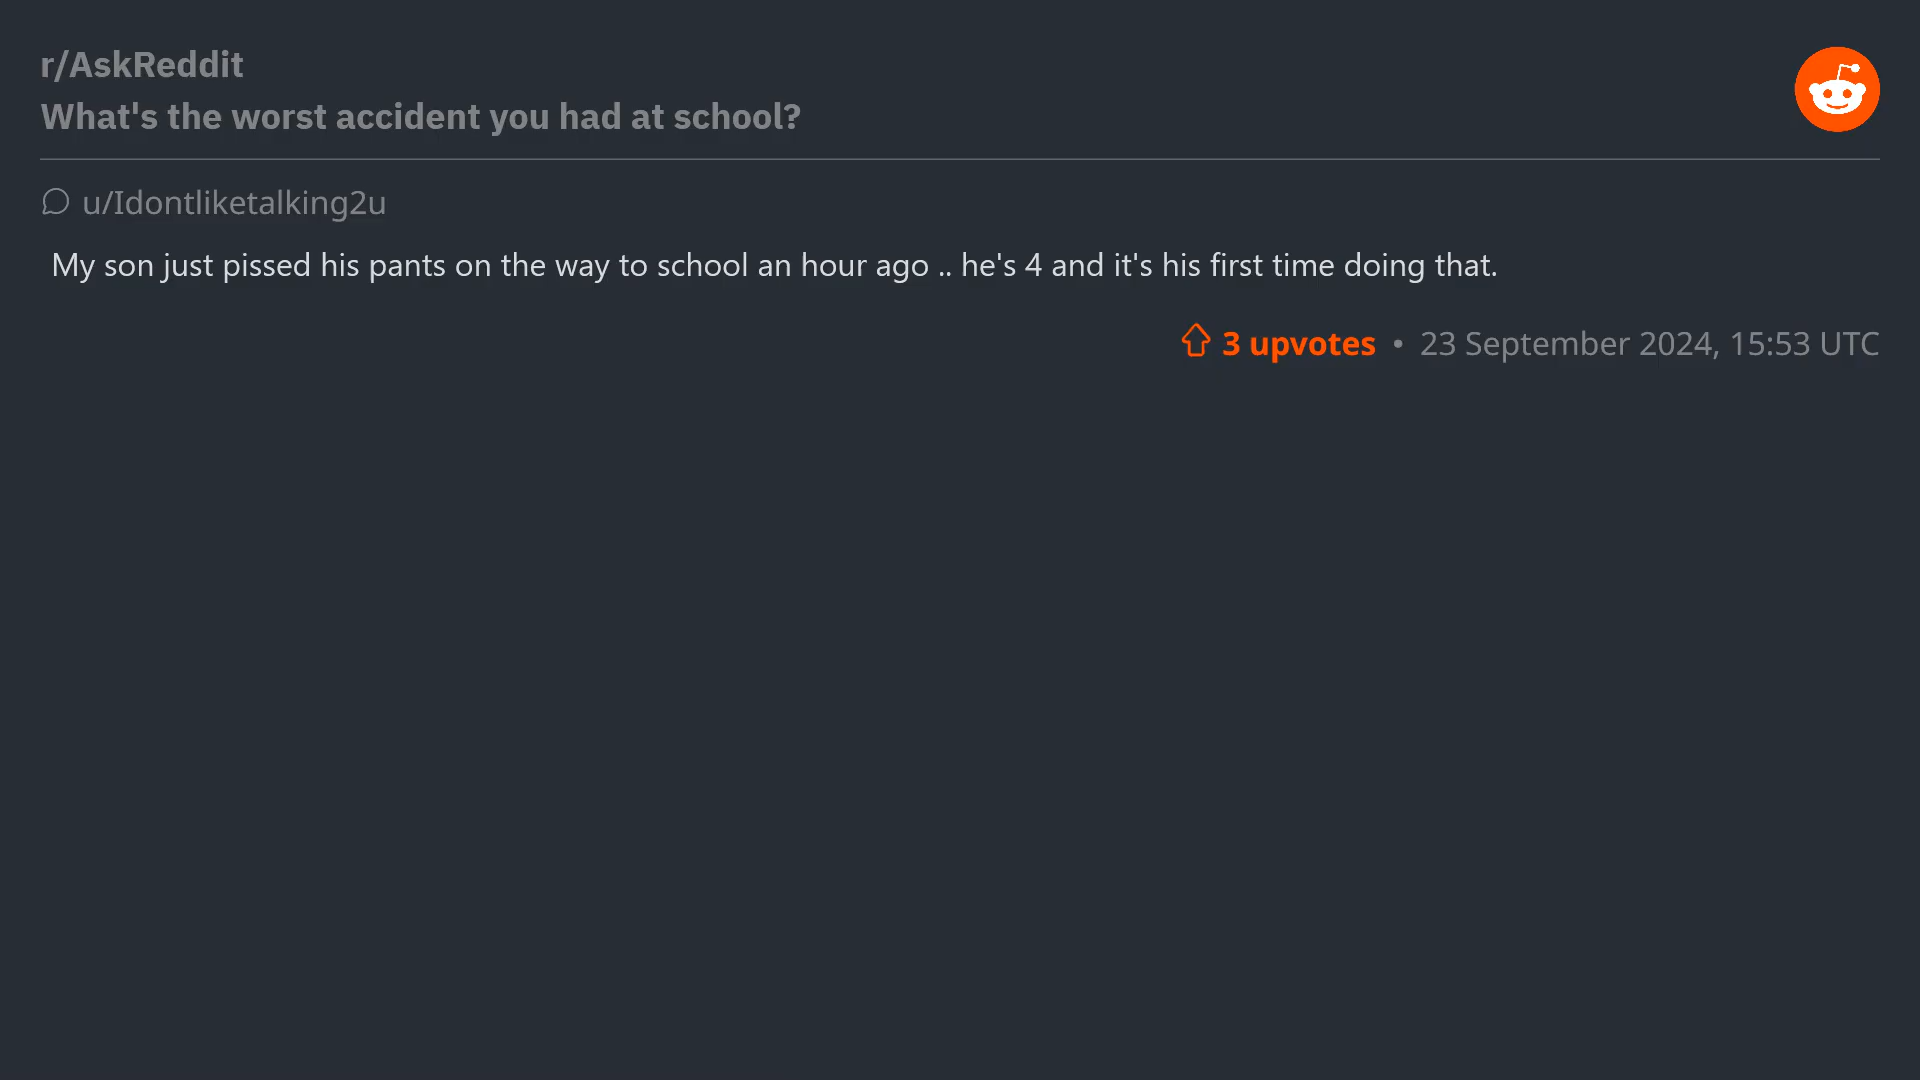 r/AskReddit
What's the worst accident you had at school?
u/Idontliketalking2u
My son just pissed his pants on the way to school an hour ago .. he's 4 and it's his first time doing that.
3 upvotes • 23 September 2024, 15:53 UTC